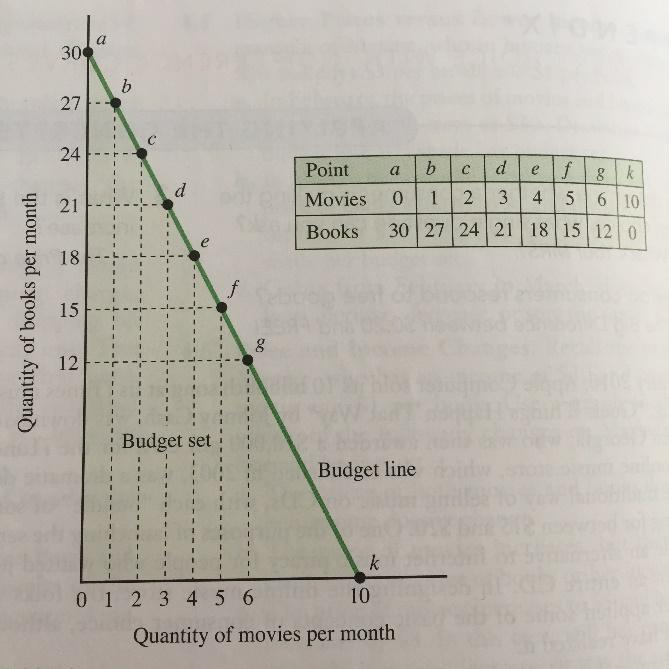 30
a
27
b
24
c
21
d
18
e
15
f
12
g
Quantity of books per month
Point a b c d e f g k
Movies 0 1 2 3 4 5 6 10
Books 30 27 24 21 18 15 12 0
Budget set
Budget line
k
0 1 2 3 4 5 6 10
Quantity of movies per month